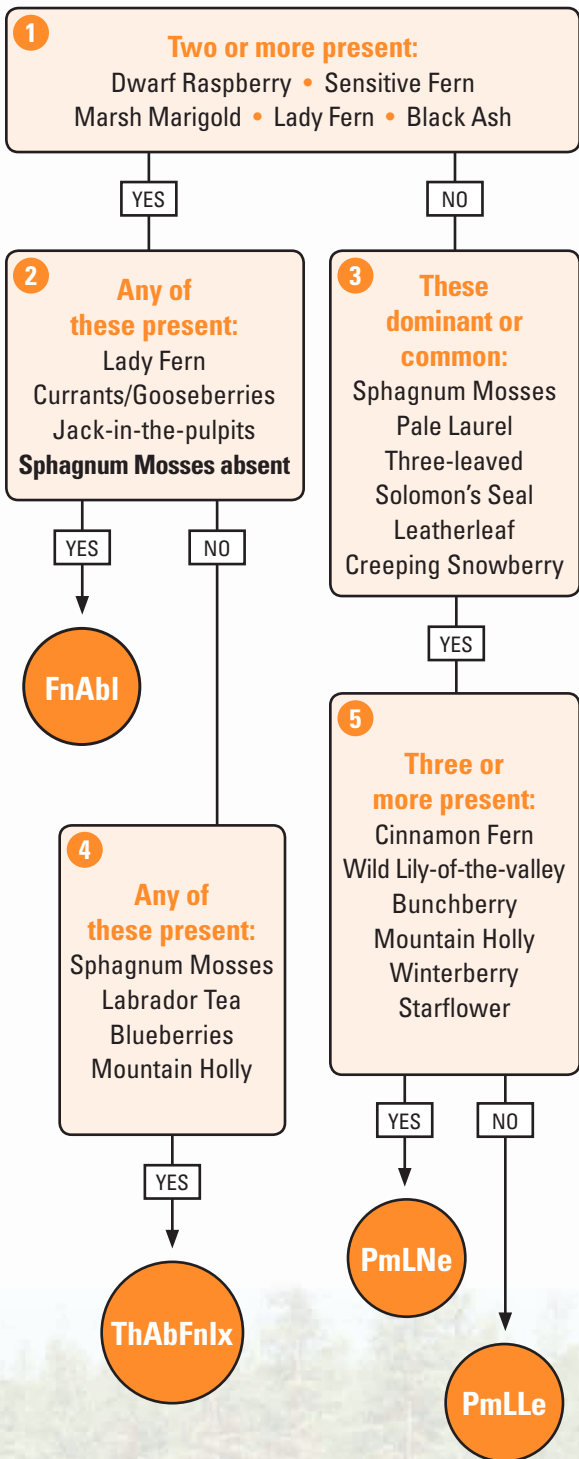 1
Two or more present:
Dwarf Raspberry • Sensitive Fern
Marsh Marigold • Lady Fern • Black Ash
YES
NO
2
Any of
these present:
Lady Fern
Currants/Gooseberries
Jack-in-the-pulpits
Sphagnum Mosses absent
YES
NO
FnAbI
3
These
dominant or
common:
Sphagnum Mosses
Pale Laurel
Three-leaved
Solomon's Seal
Leatherleaf
Creeping Snowberry
YES
4
Any of
these present:
Sphagnum Mosses
Labrador Tea
Blueberries
Mountain Holly
YES
ThAbFnIx
5
Three or
more present:
Cinnamon Fern
Wild Lily-of-the-valley
Bunchberry
Mountain Holly
Winterberry
Starflower
YES
NO
PmLNe
PmLLe